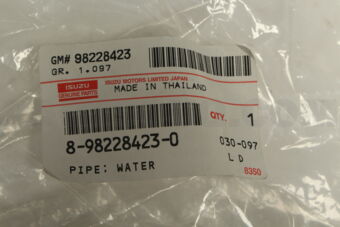 GM# 98228423
GR. 1.097
ISUZU
GENUINE PARTS
ISUZU MOTORS LIMITED JAPAN
MADE IN THAILAND
QTY. 1
8-98228423-0
030-097
PIPE: WATER
L D
8350